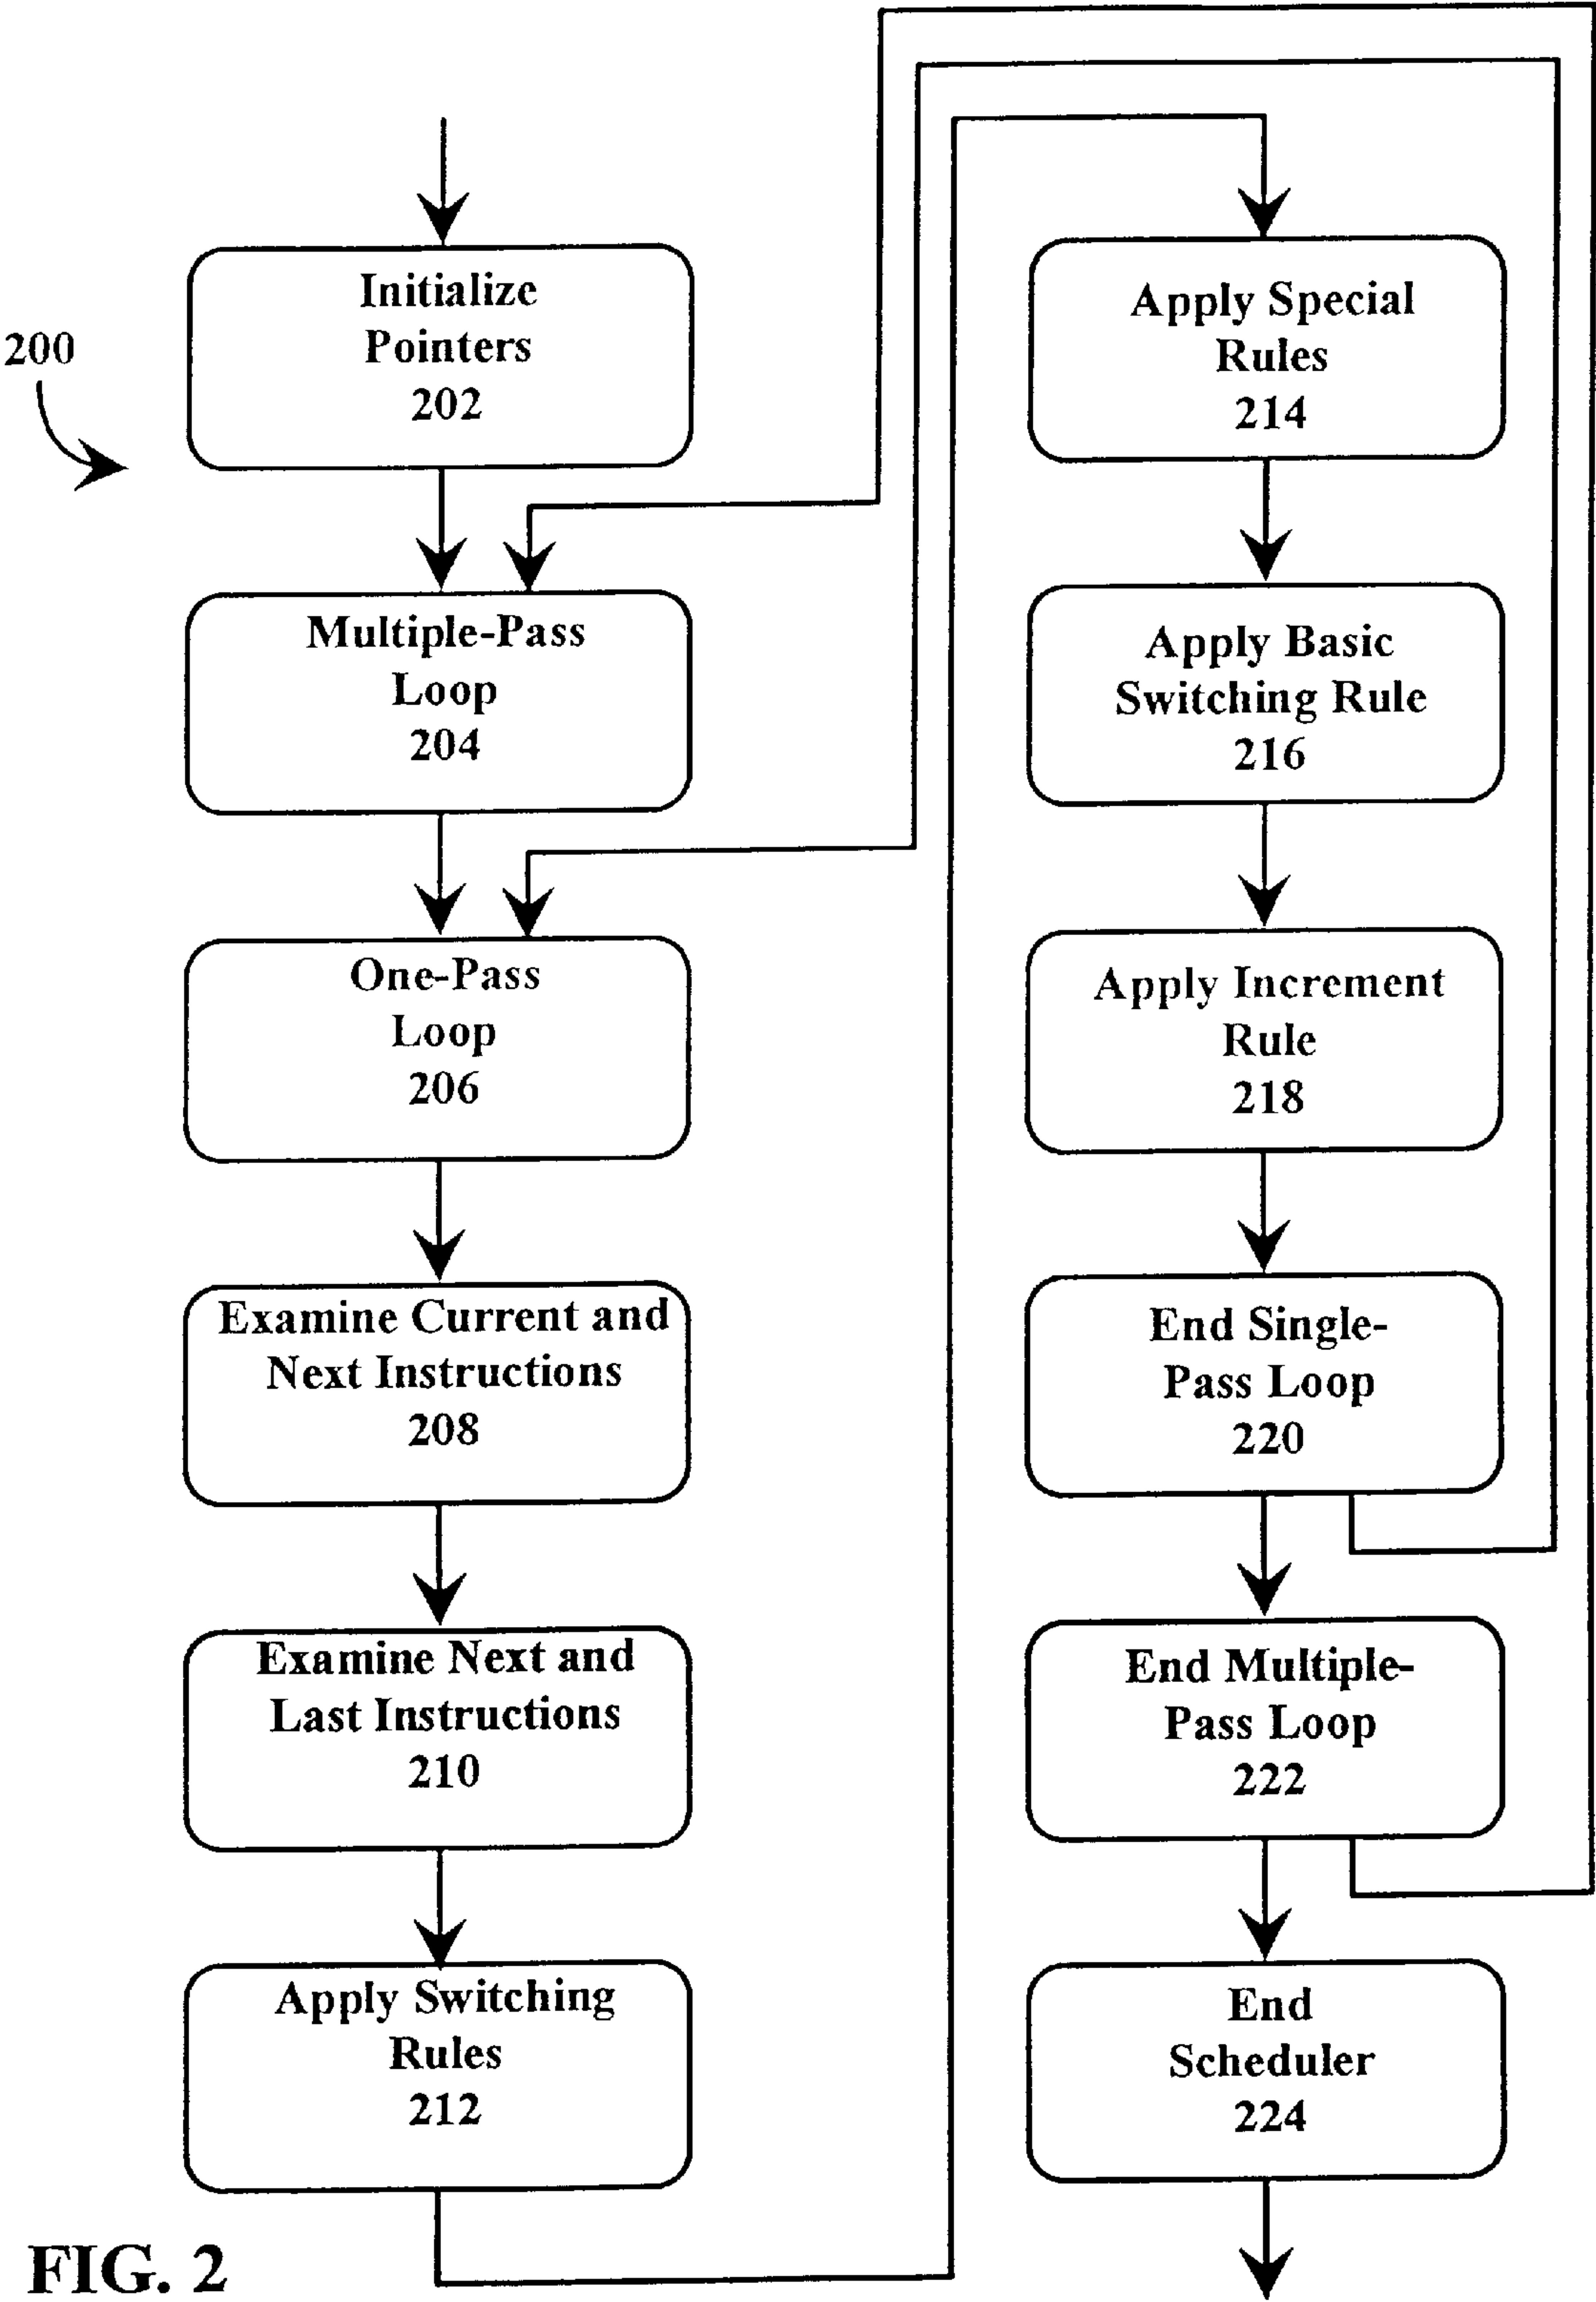 200
Initialize
Pointers
202
Multiple-Pass
Loop
204
One-Pass
Loop
206
Examine Current and
Next Instructions
208
Examine Next and
Last Instructions
210
Apply Switching
Rules
212
Apply Special
Rules
214
Apply Basic
Switching Rule
216
Apply Increment
Rule
218
End Single-
Pass Loop
220
End Multiple-
Pass Loop
222
End
Scheduler
224
FIG. 2